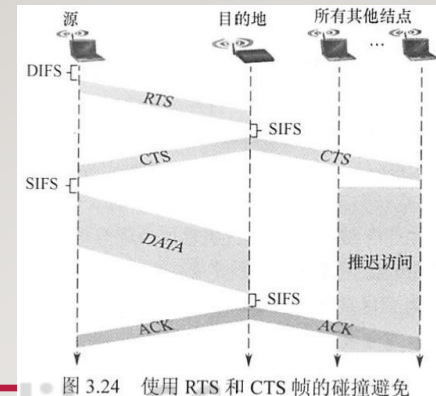 源
目的地
所有其他结点
...
DIFS
RTS
SIFS
CTS
CTS
SIFS
DATA
推迟访问
SIFS
ACK
ACK
图 3.24 使用 RTS 和 CTS 帧的碰撞避免